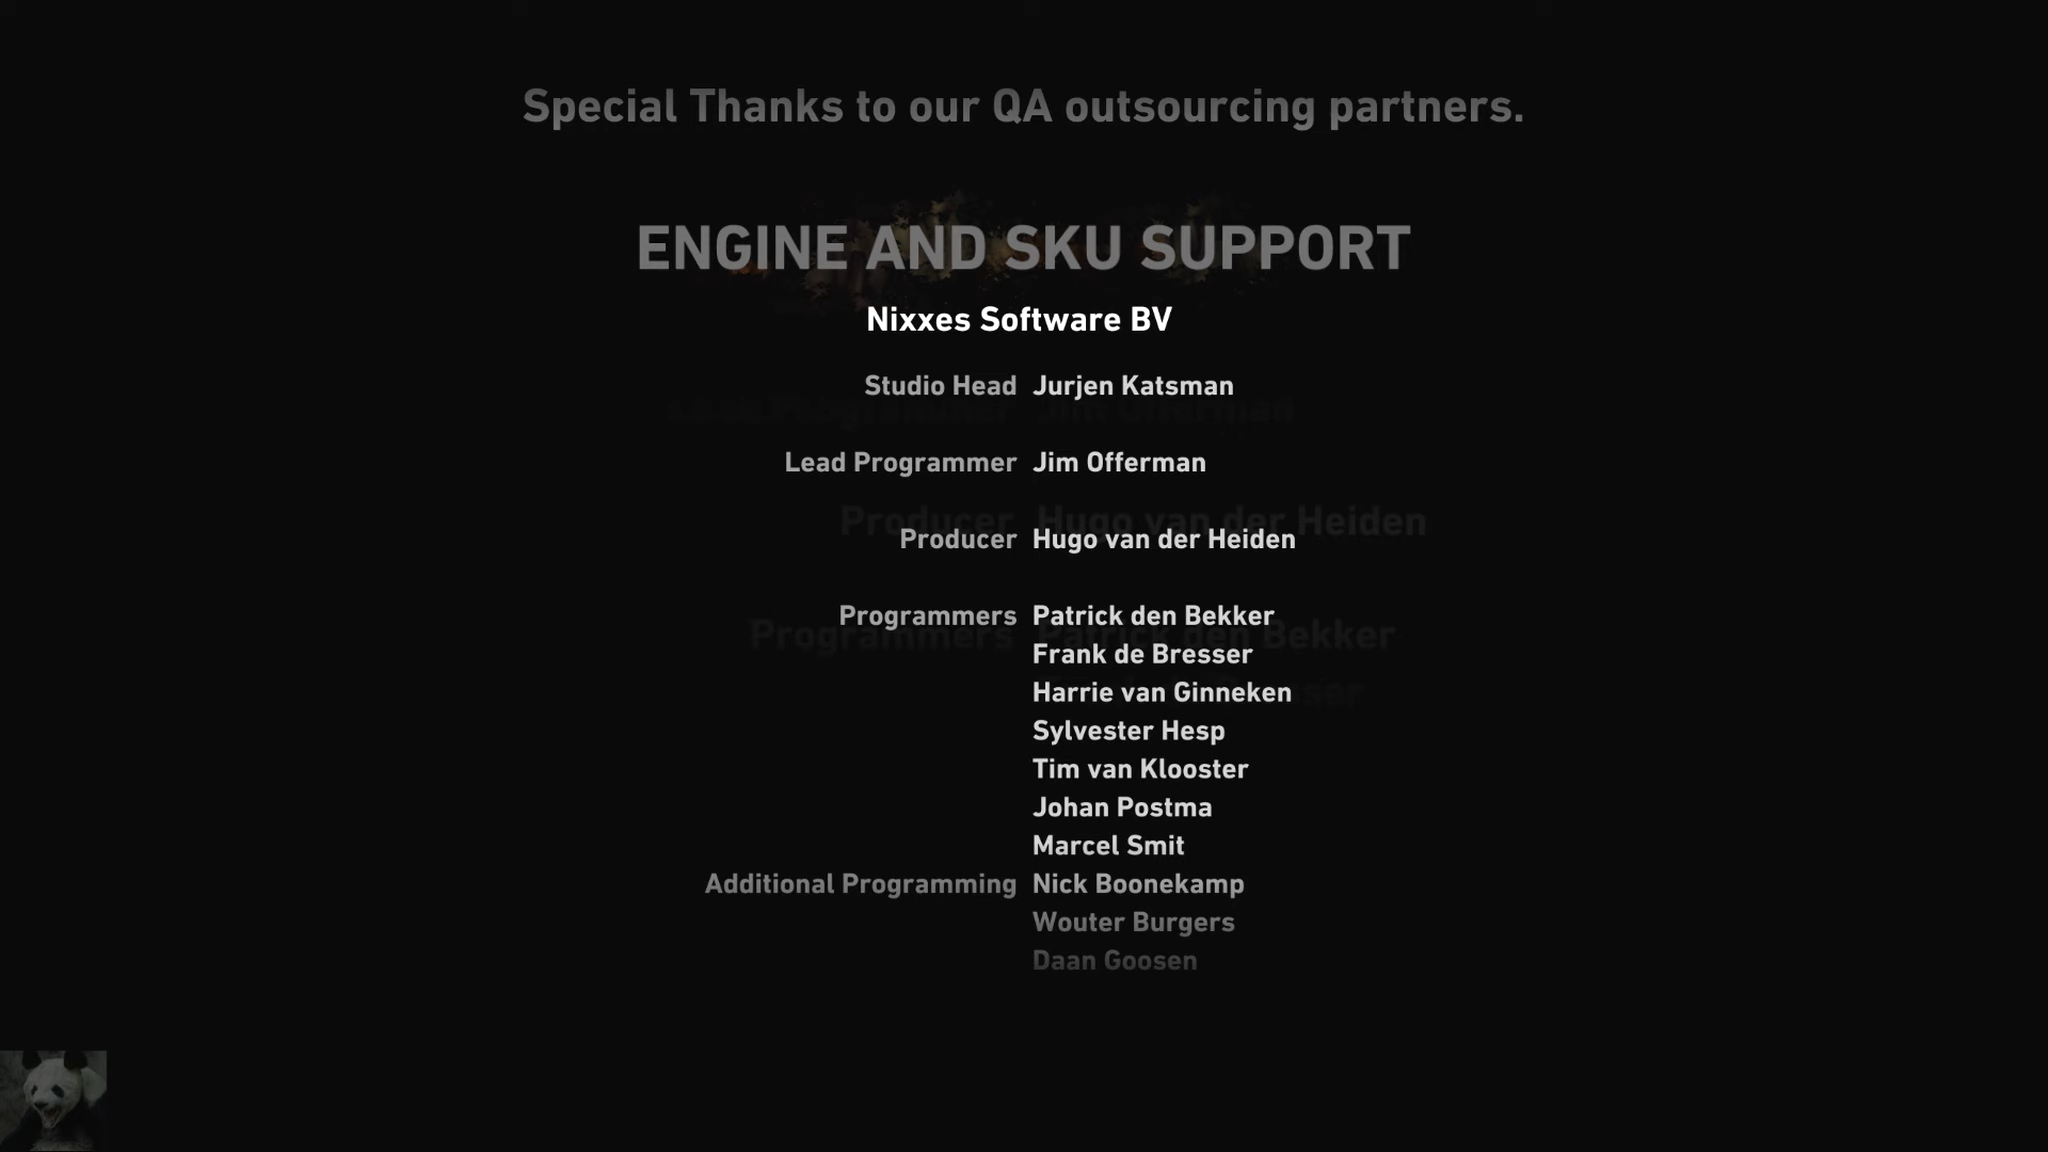 Special Thanks to our QA outsourcing partners.
ENGINE AND SKU SUPPORT
Nixxes Software BV
Studio Head Jurjen Katsman
Lead Programmer Jim Offerman
Producer Hugo van der Heiden
Programmers Patrick den Bekker
Frank de Bresser
Harrie van Ginneken
Sylvester Hesp
Tim van Klooster
Johan Postma
Marcel Smit
Additional Programming Nick Boonekamp
Wouter Burgers
Daan Goosen